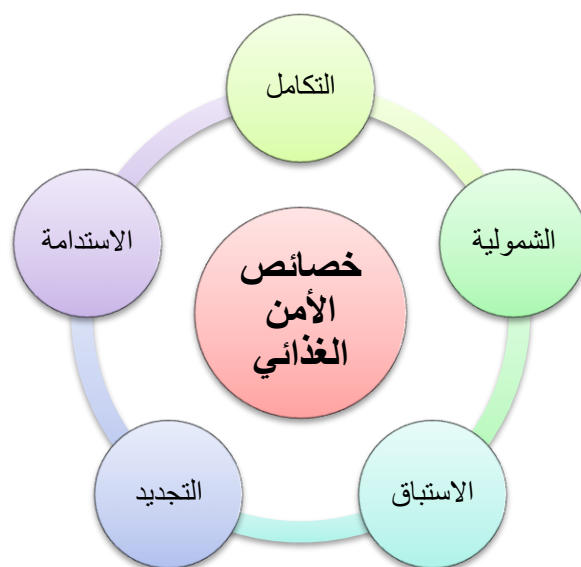 التكامل
الشمولية
الاستباق
التجديد
الاستدامة
خصائص
الأمن
الغذائي